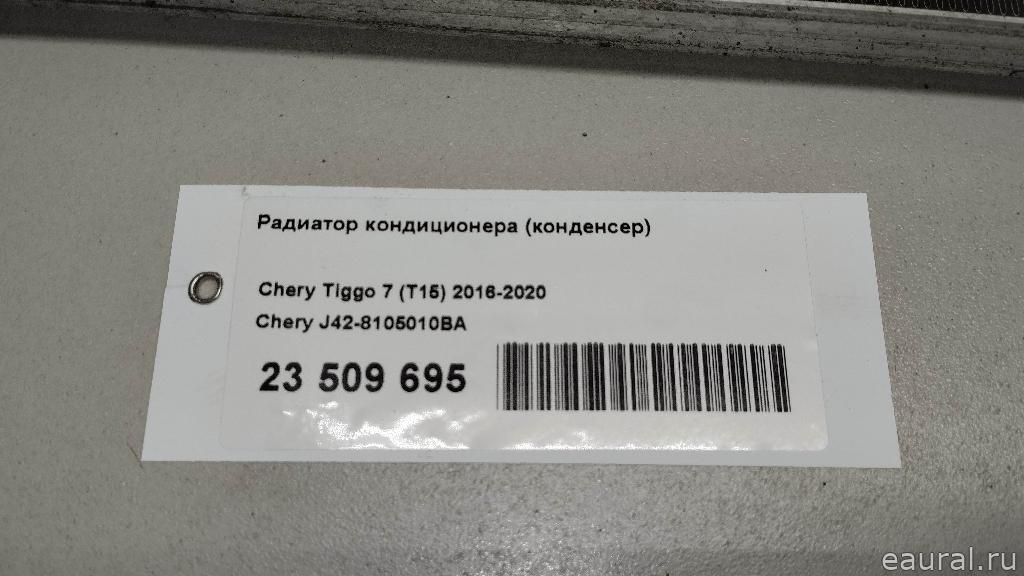 Радиатор кондиционера (конденсер)
Chery Tiggo 7 (T15) 2016-2020
Chery J42-8105010BA
23 509 695
eaural.ru